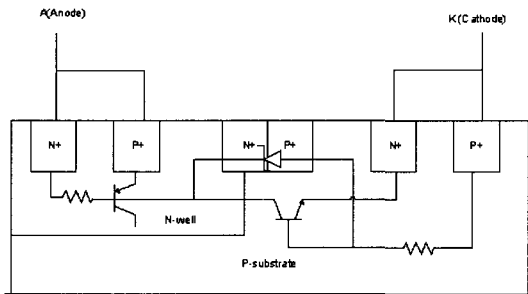 A(Anode)
K(Cathode)
N+ P+ N+ P+ N+ P+
N-well
P-substrate